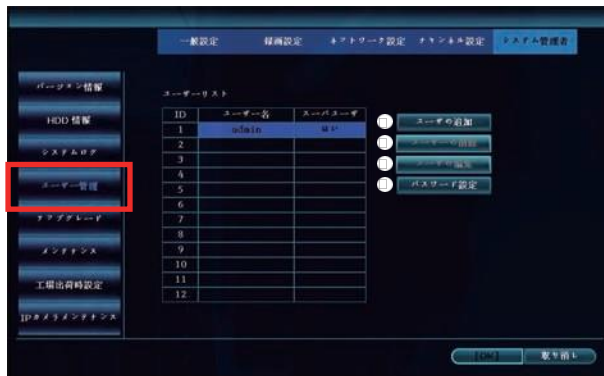 一般設定 録画設定 ネットワーク設定 チャンネル設定 システム管理者
バージョン情報
HDD 情報
システムログ
ユーザー管理
アップグレード
メンテナンス
工場出荷時設定
IPカメラメンテナンス
ユーザーリスト
ID ユーザー名 スーパユーザ
1 admin はい
2
3
4
5
6
7
8
9
10
11
12
ユーザの追加
ユーザの削除
ユーザの編集
パスワード設定
[OK] 取り消し